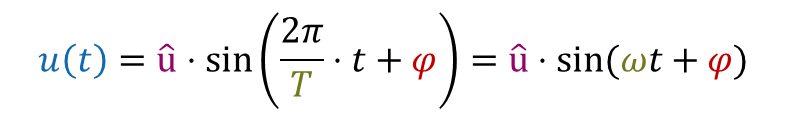 u(t) = û · sin(2π/T · t + φ) = û · sin(ωt + φ)